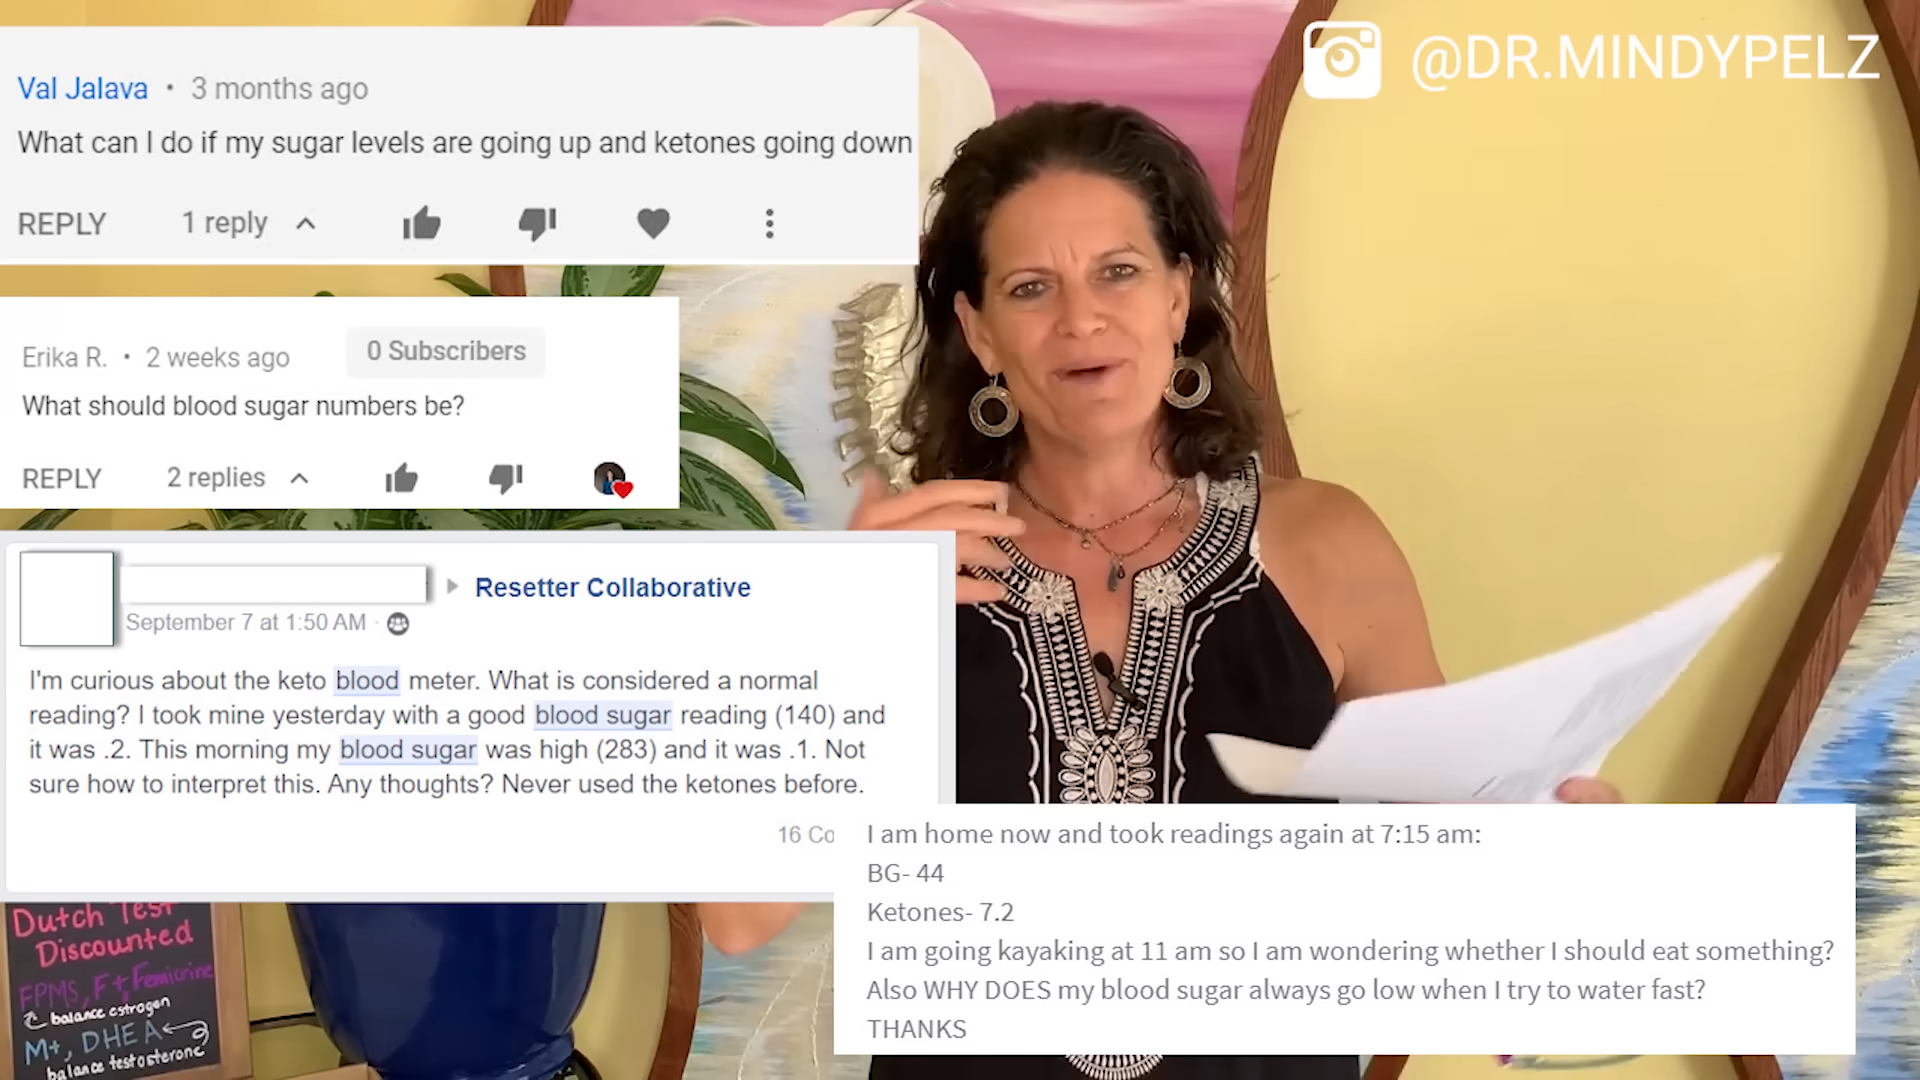 @DR.MINDYPELZ
Val Jalava • 3 months ago
What can I do if my sugar levels are going up and ketones going down
REPLY 1 reply
Erika R. • 2 weeks ago 0 Subscribers
What should blood sugar numbers be?
REPLY 2 replies
Resetter Collaborative
September 7 at 1:50 AM ·
I'm curious about the keto blood meter. What is considered a normal
reading? I took mine yesterday with a good blood sugar reading (140) and
it was .2. This morning my blood sugar was high (283) and it was .1. Not
sure how to interpret this. Any thoughts? Never used the ketones before.
16 Co
I am home now and took readings again at 7:15 am:
BG- 44
Ketones- 7.2
I am going kayaking at 11 am so I am wondering whether I should eat something?
Also WHY DOES my blood sugar always go low when I try to water fast?
THANKS
Dutch Test
Discounted
FPMS, F+, Femicrine
balance estrogen
M+, DHEA
balance testosterone